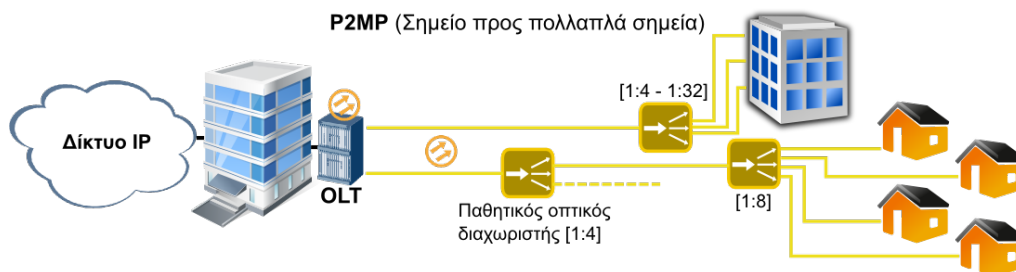 P2MP (Σημείο προς πολλαπλά σημεία)
[1:4 - 1:32]
Δίκτυο IP
OLT
[1:8]
Παθητικός οπτικός
διαχωριστής [1:4]